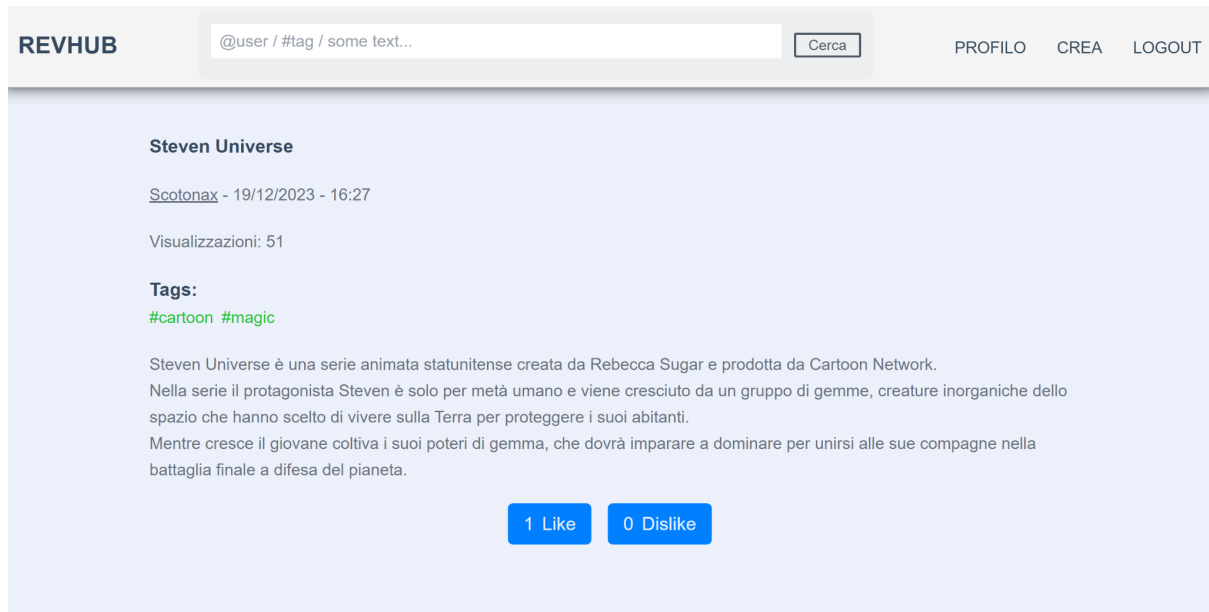 REVHUB
@user / #tag / some text...
Cerca
PROFILO CREA LOGOUT
Steven Universe
Scotonax - 19/12/2023 - 16:27
Visualizzazioni: 51
Tags:
#cartoon #magic
Steven Universe è una serie animata statunitense creata da Rebecca Sugar e prodotta da Cartoon Network.
Nella serie il protagonista Steven è solo per metà umano e viene cresciuto da un gruppo di gemme, creature inorganiche dello
spazio che hanno scelto di vivere sulla Terra per proteggere i suoi abitanti.
Mentre cresce il giovane coltiva i suoi poteri di gemma, che dovrà imparare a dominare per unirsi alle sue compagne nella
battaglia finale a difesa del pianeta.
1 Like 0 Dislike